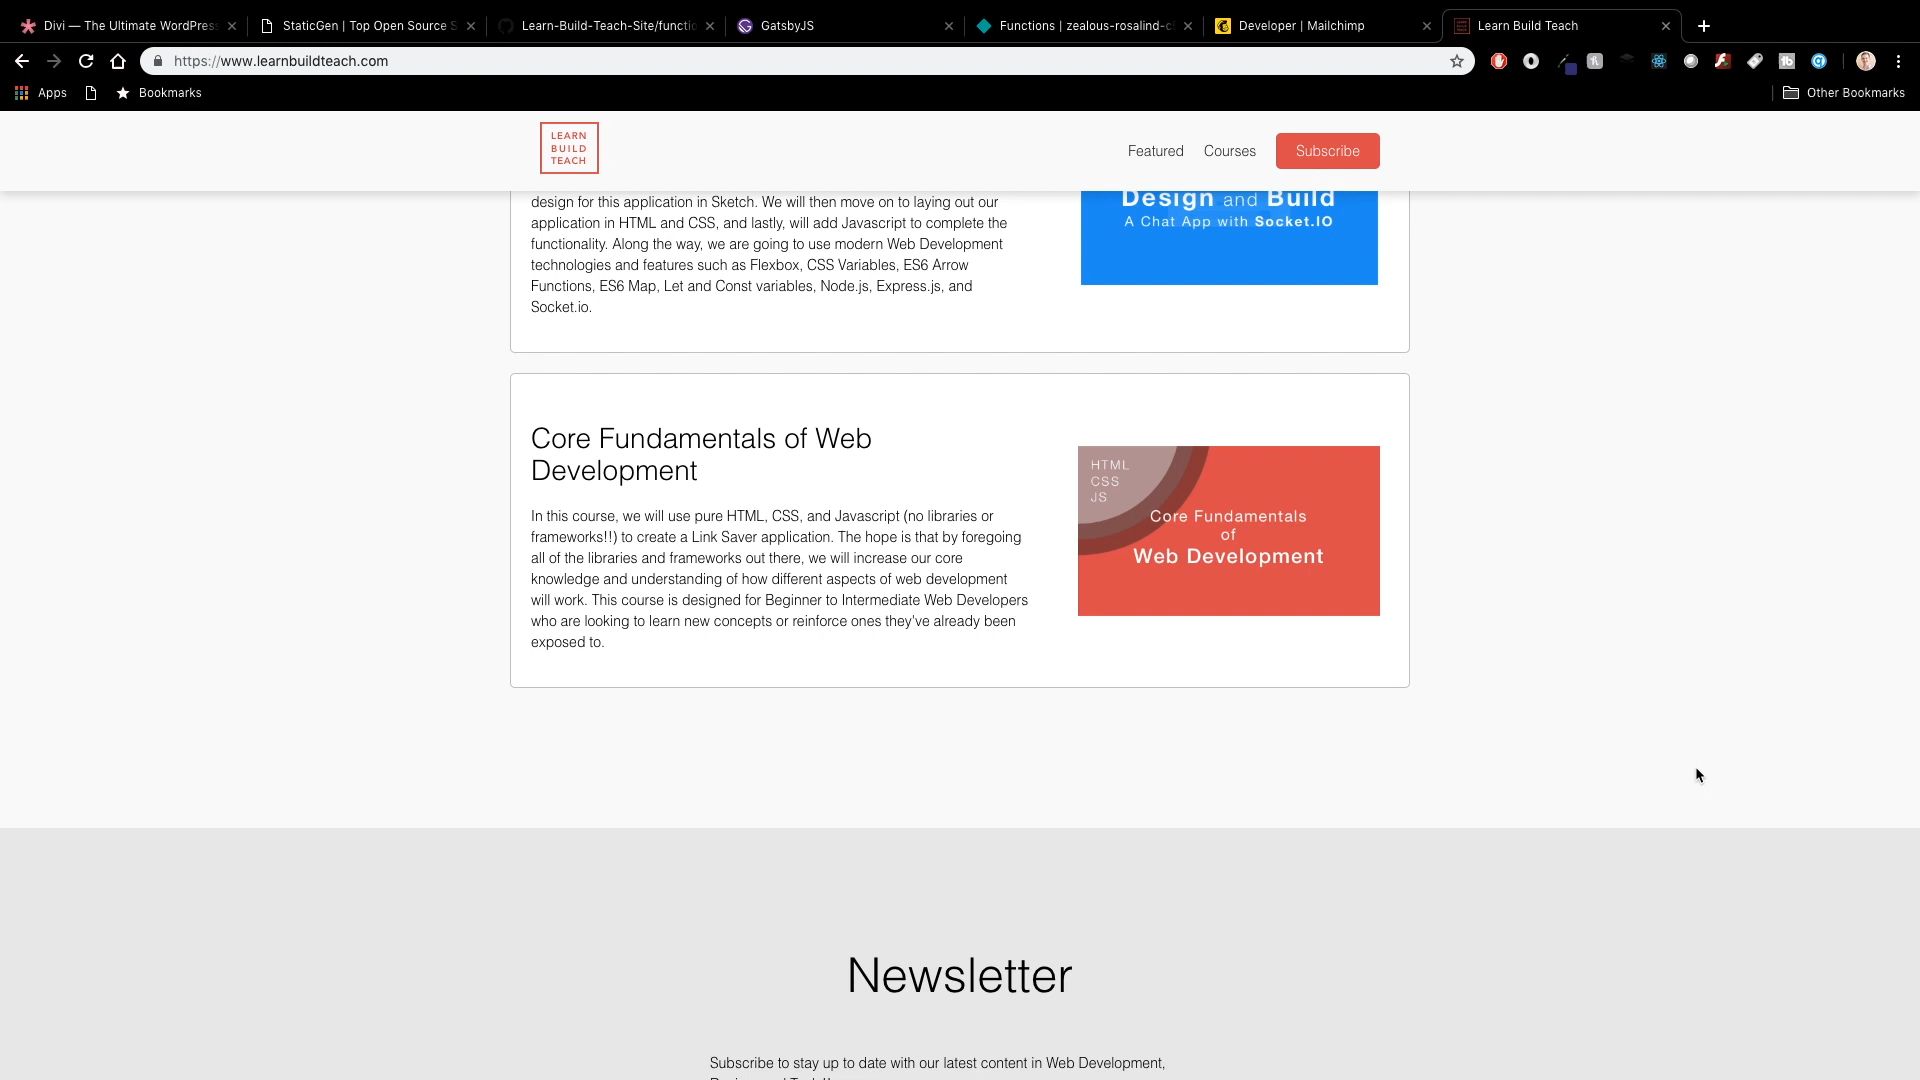 Divi — The Ultimate WordPres
StaticGen | Top Open Source S
Learn-Build-Teach-Site/functio
GatsbyJS
Functions | zealous-rosalind-c
Developer | Mailchimp
Learn Build Teach
https://www.learnbuildteach.com
Apps
Bookmarks
Other Bookmarks
LEARN
BUILD
TEACH
Featured
Courses
Subscribe
design for this application in Sketch. We will then move on to laying out our
application in HTML and CSS, and lastly, will add Javascript to complete the
functionality. Along the way, we are going to use modern Web Development
technologies and features such as Flexbox, CSS Variables, ES6 Arrow
Functions, ES6 Map, Let and Const variables, Node.js, Express.js, and
Socket.io.
Design and Build
A Chat App with Socket.IO
Core Fundamentals of Web
Development
In this course, we will use pure HTML, CSS, and Javascript (no libraries or
frameworks!!) to create a Link Saver application. The hope is that by foregoing
all of the libraries and frameworks out there, we will increase our core
knowledge and understanding of how different aspects of web development
will work. This course is designed for Beginner to Intermediate Web Developers
who are looking to learn new concepts or reinforce ones they've already been
exposed to.
HTML
CSS
JS
Core Fundamentals
of
Web Development
Newsletter
Subscribe to stay up to date with our latest content in Web Development,